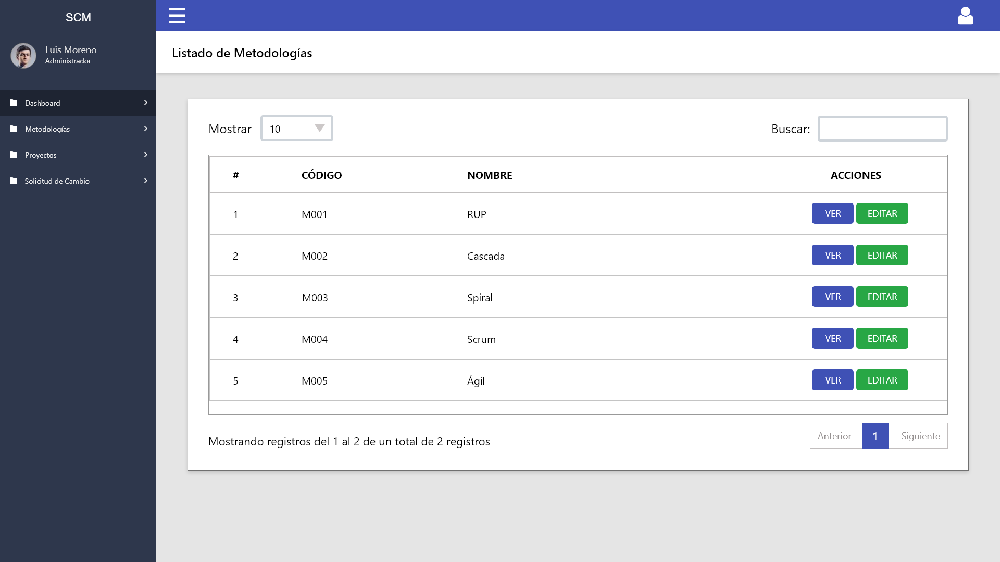 SCM
Luis Moreno
Administrador
Dashboard
Metodologías
Proyectos
Solicitud de Cambio
Listado de Metodologías
Mostrar 10 Buscar:
# CÓDIGO NOMBRE ACCIONES
1 M001 RUP VER EDITAR
2 M002 Cascada VER EDITAR
3 M003 Spiral VER EDITAR
4 M004 Scrum VER EDITAR
5 M005 Ágil VER EDITAR
Mostrando registros del 1 al 2 de un total de 2 registros
Anterior 1 Siguiente